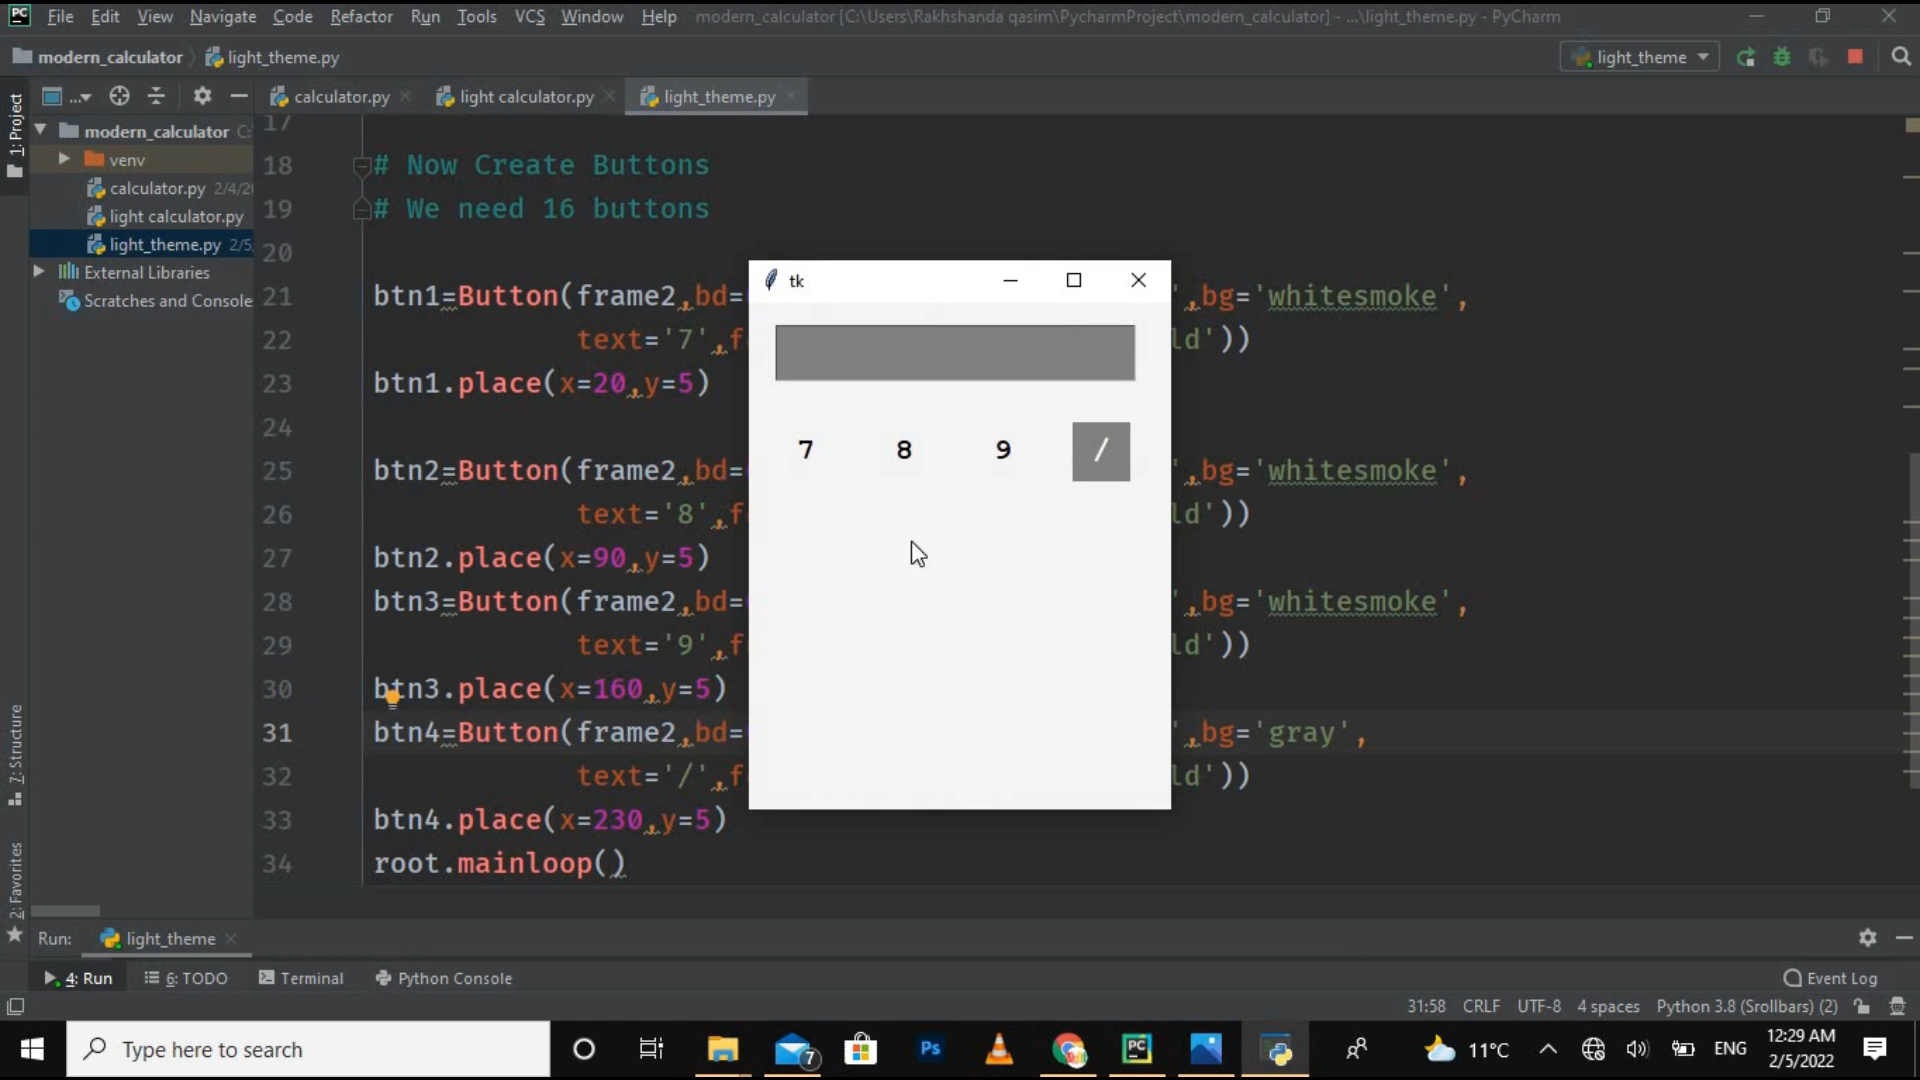 PC File Edit View Navigate Code Refactor Run Tools VCS Window Help modern_calculator [C:\Users\Rakhshanda qasim\PycharmProject\modern_calculator] - ...\light_theme.py - PyCharm
modern_calculator light_theme.py light_theme
1: Project
...
calculator.py light calculator.py light_theme.py
modern_calculator C:
venv
calculator.py 2/4/20
light calculator.py
light_theme.py 2/5
External Libraries
Scratches and Console
7: Structure
2: Favorites
17
18 # Now Create Buttons
19 # We need 16 buttons
20
21 btn1=Button(frame2,bd= ',bg='whitesmoke',
22 text='7',f ld'))
23 btn1.place(x=20,y=5)
24
25 btn2=Button(frame2,bd= ',bg='whitesmoke',
26 text='8',f ld'))
27 btn2.place(x=90,y=5)
28 btn3=Button(frame2,bd= ',bg='whitesmoke',
29 text='9',f ld'))
30 btn3.place(x=160,y=5)
31 btn4=Button(frame2,bd= ',bg='gray',
32 text='/',f ld'))
33 btn4.place(x=230,y=5)
34 root.mainloop()
tk
7 8 9 /
Run: light_theme
4: Run 6: TODO Terminal Python Console Event Log
31:58 CRLF UTF-8 4 spaces Python 3.8 (Srollbars) (2)
Type here to search
7
Ps
PC
11°C
ENG
12:29 AM
2/5/2022